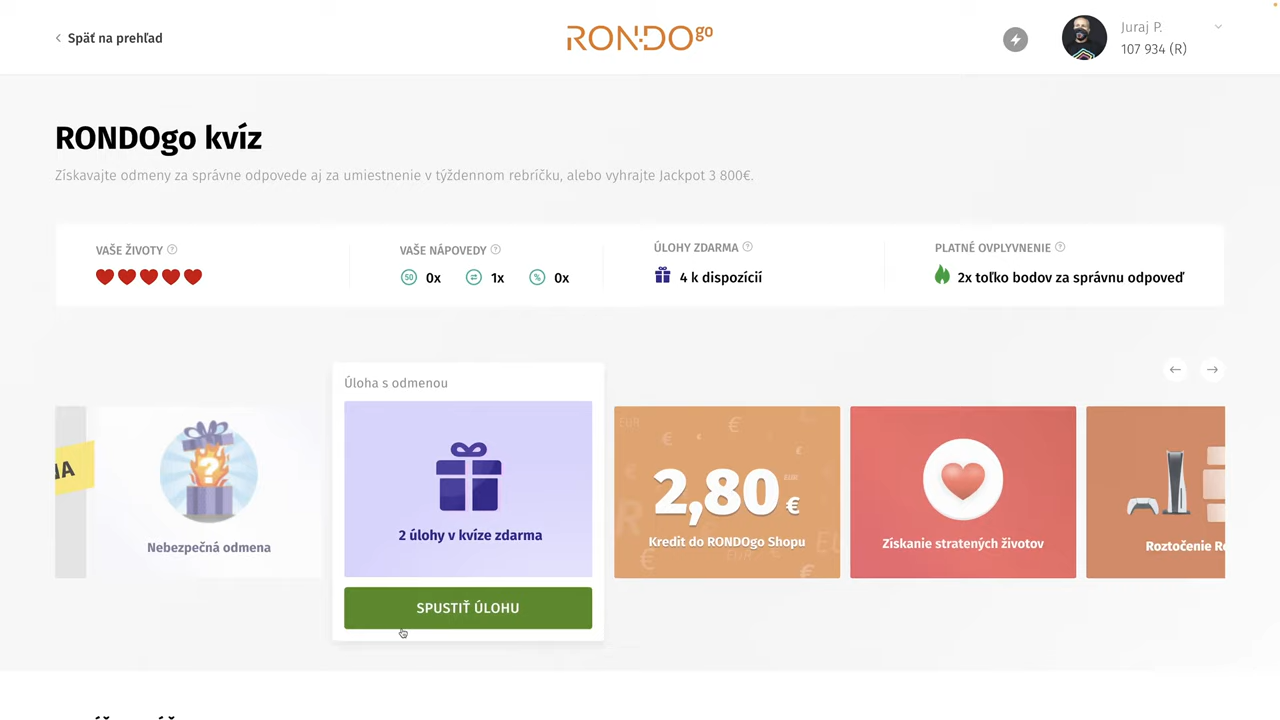 Späť na prehľad
RONDOgo
Juraj P.
107 934 (R)
RONDOgo kvíz
Získavajte odmeny za správne odpovede aj za umiestnenie v týždennom rebríčku, alebo vyhrajte Jackpot 3 800€.
VAŠE ŽIVOTY
VAŠE NÁPOVEDY
50 0x
1x
% 0x
ÚLOHY ZDARMA
4 k dispozícií
PLATNÉ OVPLYVNENIE
2x toľko bodov za správnu odpoveď
Nebezpečná odmena
Úloha s odmenou
2 úlohy v kvíze zdarma
SPUSTIŤ ÚLOHU
2,80 €
Kredit do RONDOgo Shopu
Získanie stratených životov
Roztočenie